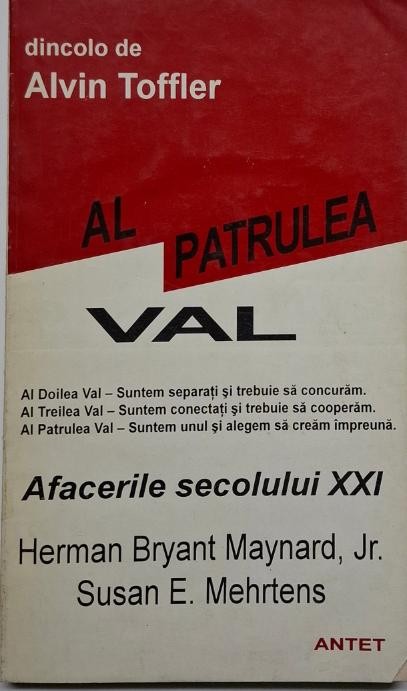 dincolo de
Alvin Toffler
AL
PATRULEA
VAL
Al Doilea Val – Suntem separați și trebuie să concurăm.
Al Treilea Val – Suntem conectați și trebuie să cooperăm.
Al Patrulea Val – Suntem unul și alegem să creăm împreună.
Afacerile secolului XXI
Herman Bryant Maynard, Jr.
Susan E. Mehrtens
ANTET